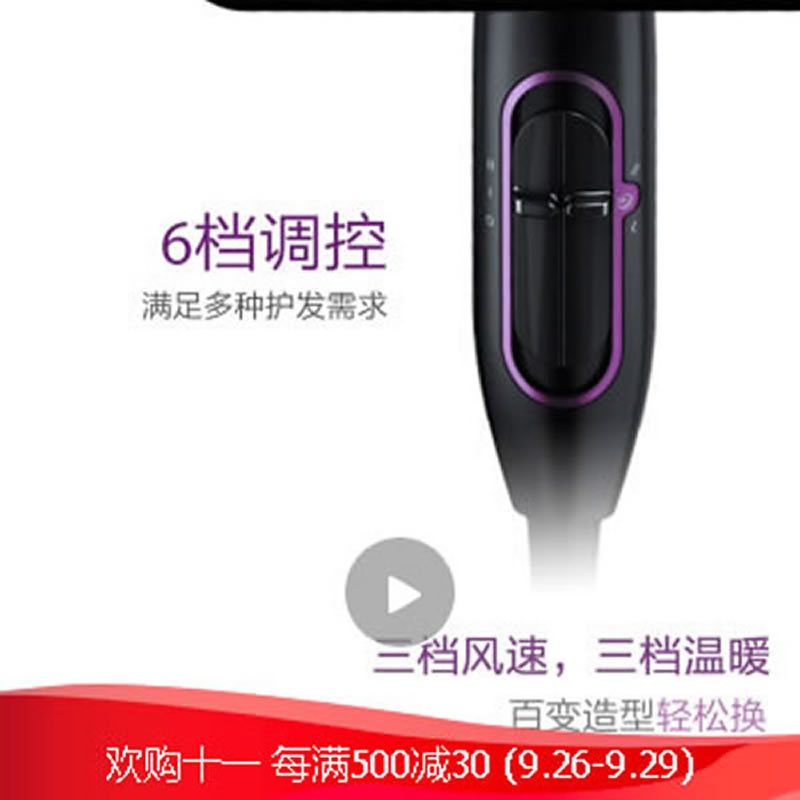 6档调控
满足多种护发需求
三档风速，三档温暖
百变造型轻松换
欢购十一 每满500减30 (9.26-9.29)